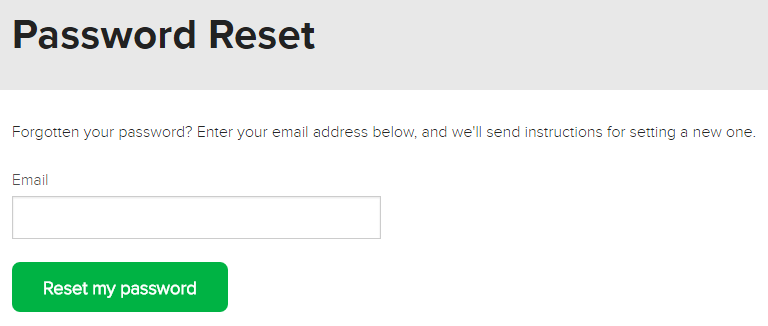 Password Reset
Forgotten your password? Enter your email address below, and we'll send instructions for setting a new one.
Email
Reset my password